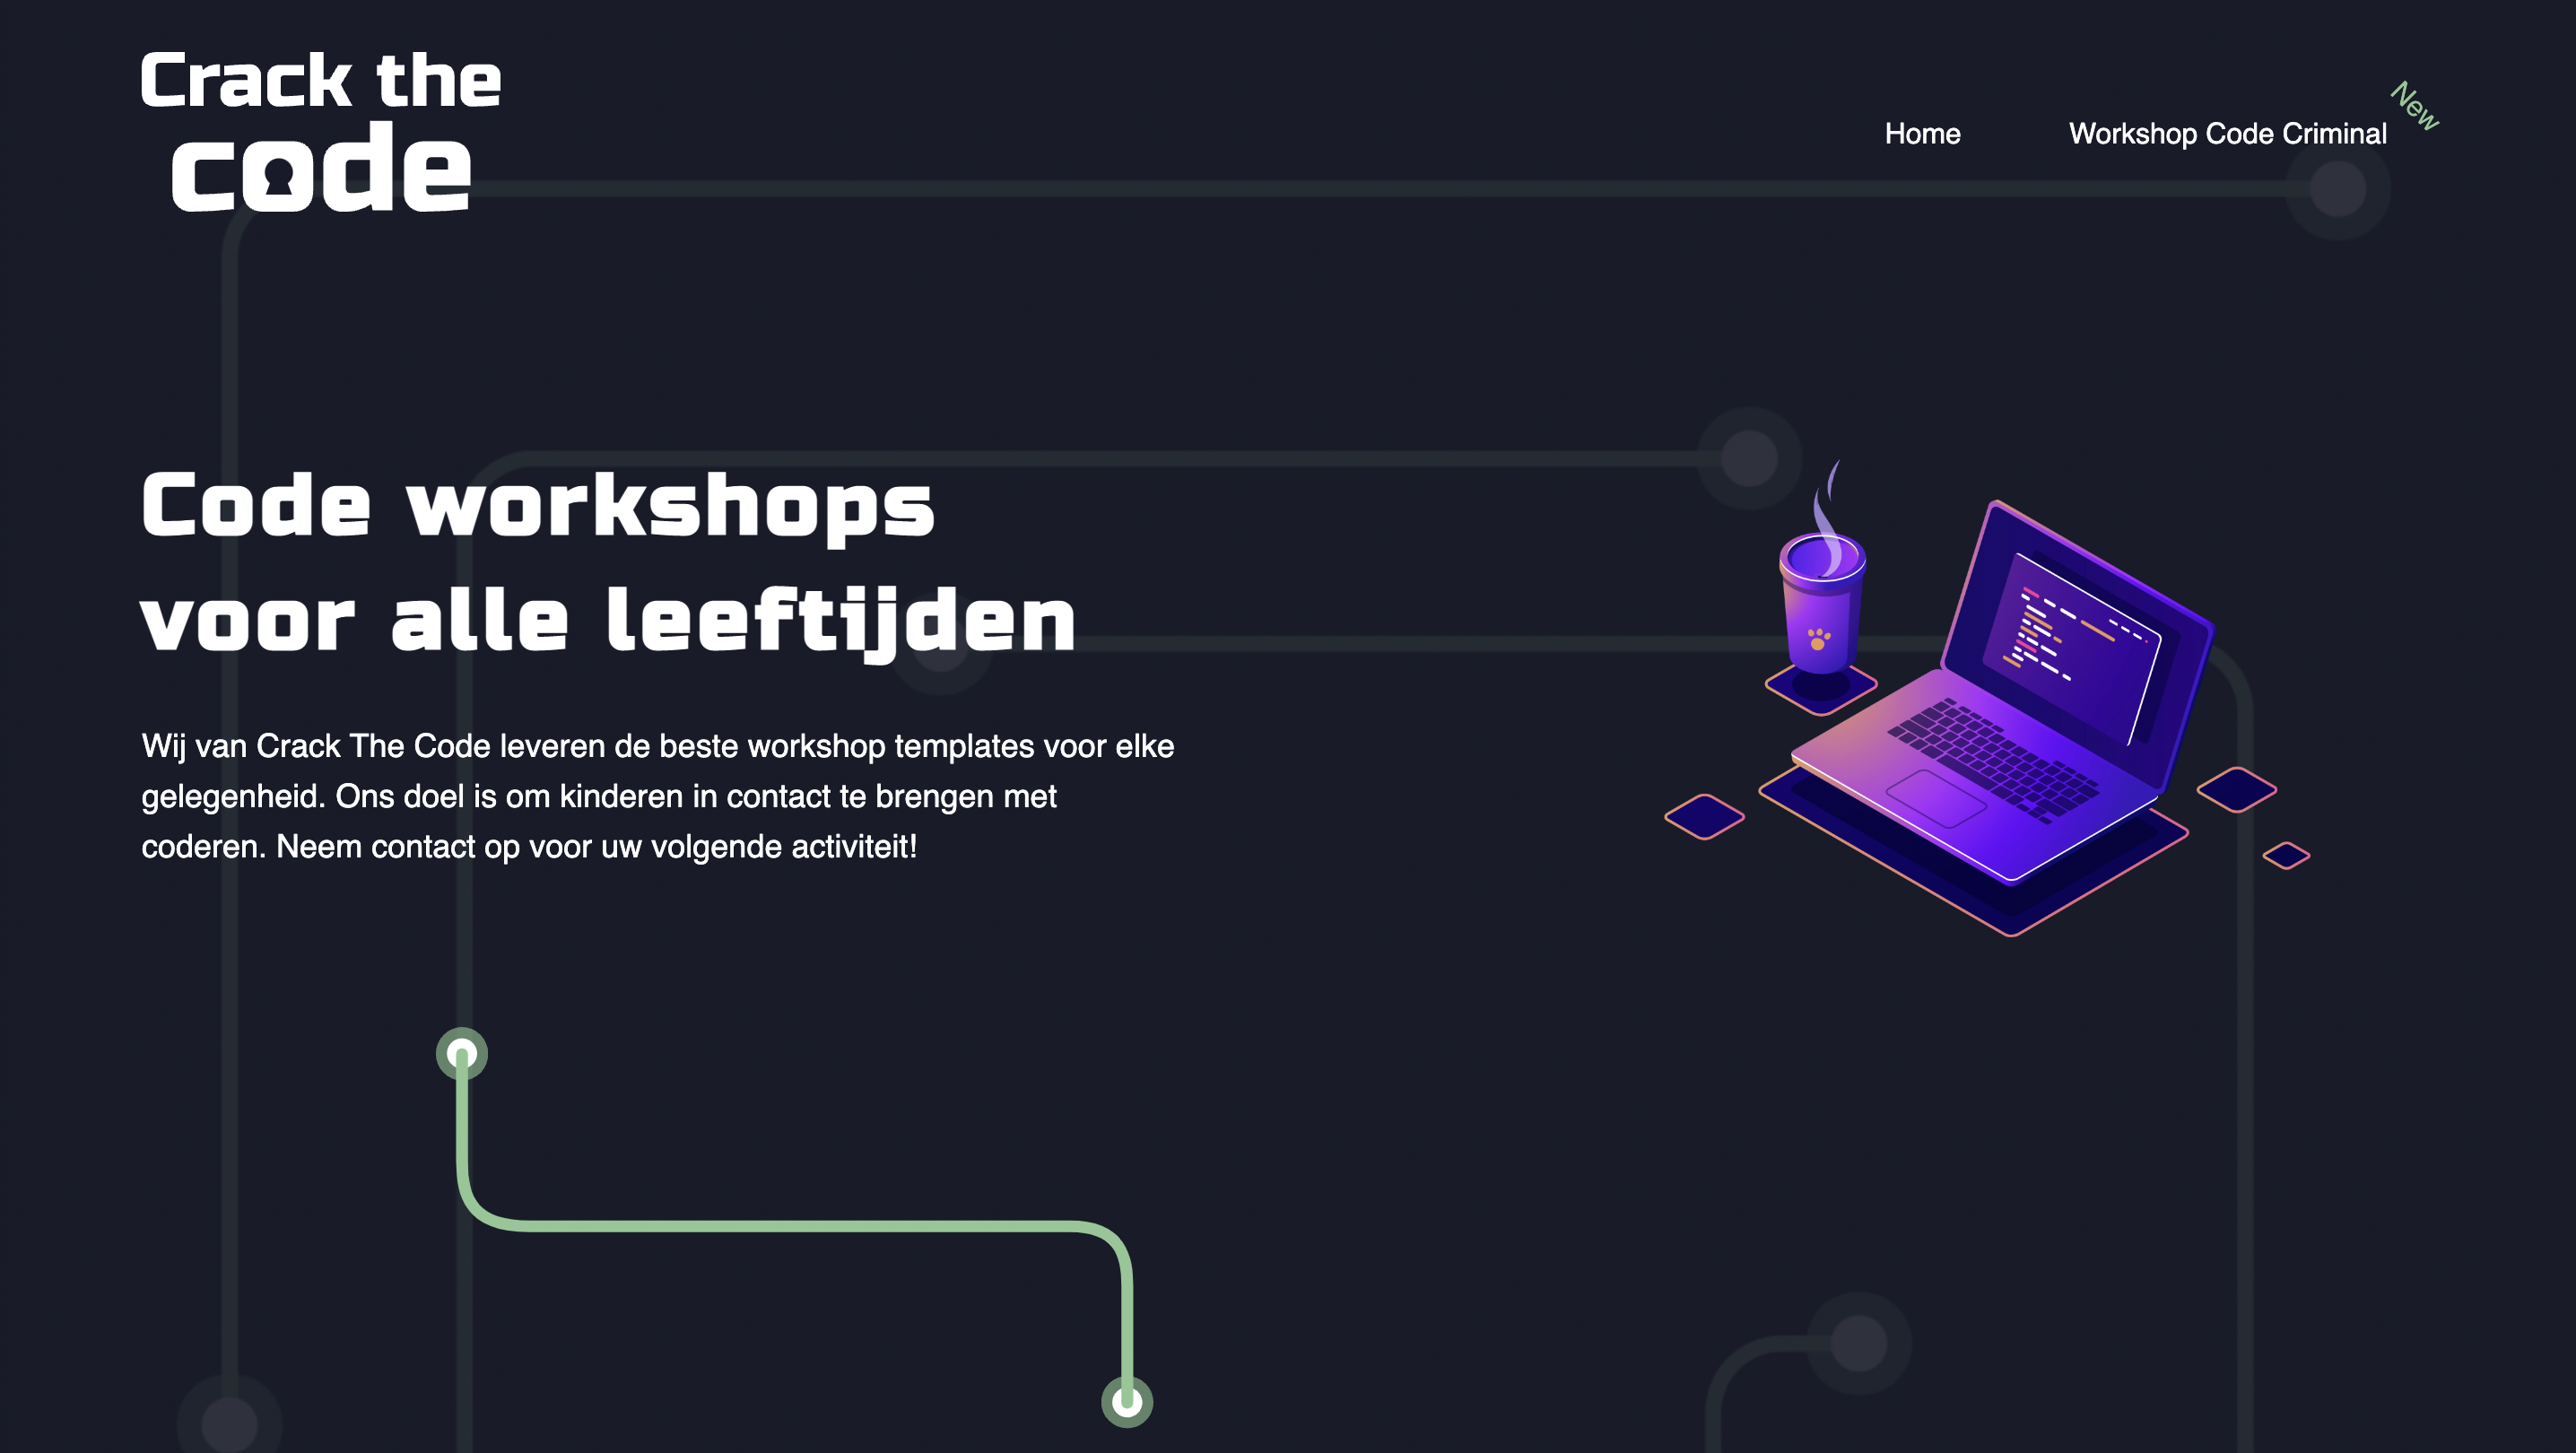 Crack the
code
Home
Workshop Code Criminal
New
Code workshops
voor alle leeftijden
Wij van Crack The Code leveren de beste workshop templates voor elke
gelegenheid. Ons doel is om kinderen in contact te brengen met
coderen. Neem contact op voor uw volgende activiteit!